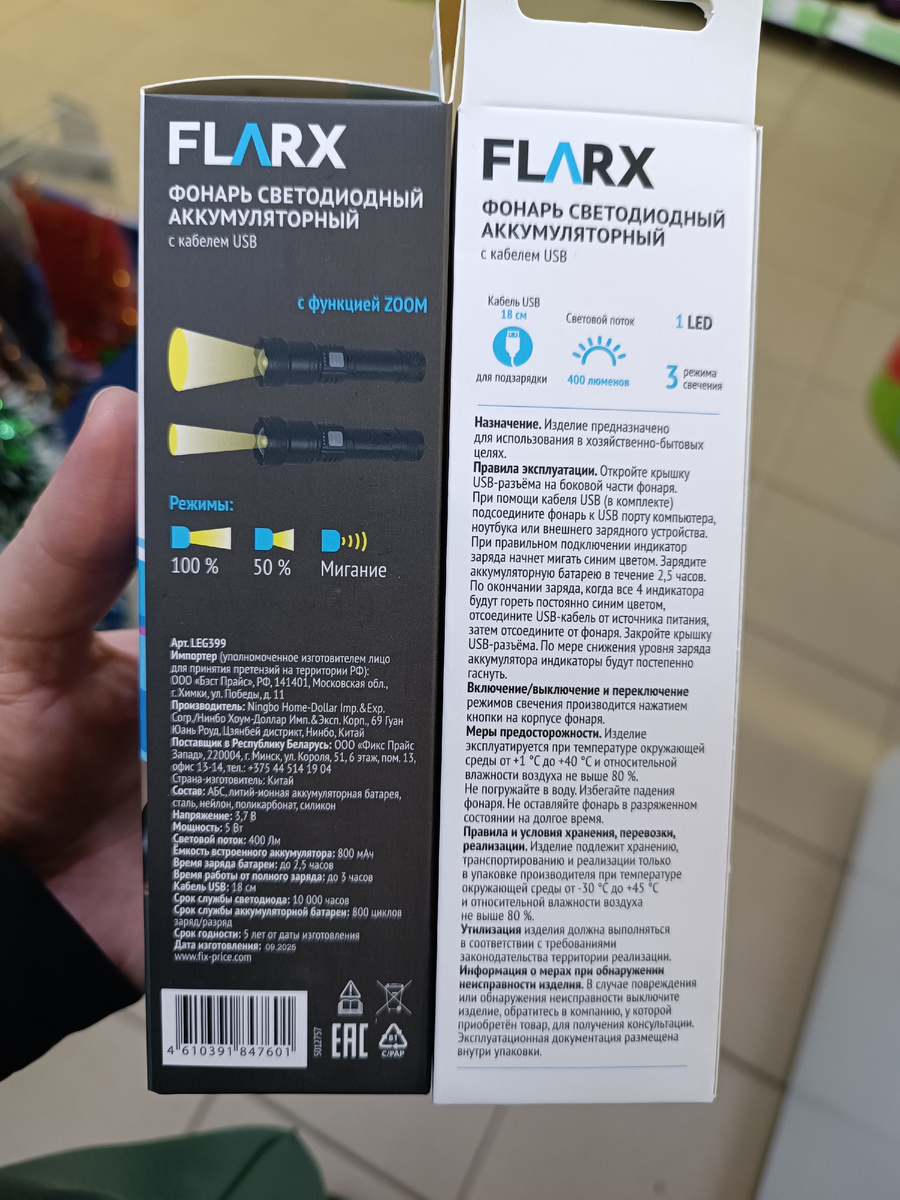 FLARX
ФОНАРЬ СВЕТОДИОДНЫЙ
АККУМУЛЯТОРНЫЙ
с кабелем USB
с функцией ZOOM
Режимы:
100 %
50 %
Мигание
Арт. LEG399
Импортер (уполномоченное изготовителем лицо
для принятия претензий на территории РФ):
ООО «Бэст Прайс», РФ, 141401, Московская обл.,
г. Химки, ул. Победы, д. 11
Производитель: Ningbo Home-Dollar Imp.&Exp.
Corp./Нинбо Хоум-Доллар Имп.&Эксп. Корп., 69 Гуан
Юань Роуд, Цзянбей дистрикт, Нинбо, Китай
Поставщик в Республику Беларусь: ООО «Фикс Прайс
Запад», 220004, г. Минск, ул. Короля, 51, 6 этаж, пом. 13,
офис 13-14, тел.: +375 44 514 19 04
Страна-изготовитель: Китай
Состав: АБС, литий-ионная аккумуляторная батарея,
сталь, нейлон, поликарбонат, силикон
Напряжение: 3,7 В
Мощность: 5 Вт
Световой поток: 400 Лм
Емкость встроенного аккумулятора: 800 мАч
Время заряда батареи: до 2,5 часов
Время работы от полного заряда: до 3 часов
Кабель USB: 18 см
Срок службы светодиода: 10 000 часов
Срок службы аккумуляторной батареи: 800 циклов
заряд/разряд
Срок годности: 5 лет от даты изготовления
Дата изготовления: 09.2025
www.fix-price.com
4 610391 847601
5012757
EAC
81
C/PAP
FLARX
ФОНАРЬ СВЕТОДИОДНЫЙ
АККУМУЛЯТОРНЫЙ
с кабелем USB
Кабель USB
18 см
для подзарядки
Световой поток
400 люменов
1 LED
3 режима
свечения
Назначение. Изделие предназначено
для использования в хозяйственно-бытовых
целях.
Правила эксплуатации. Откройте крышку
USB-разъёма на боковой части фонаря.
При помощи кабеля USB (в комплекте)
подсоедините фонарь к USB порту компьютера,
ноутбука или внешнего зарядного устройства.
При правильном подключении индикатор
заряда начнет мигать синим цветом. Зарядите
аккумуляторную батарею в течение 2,5 часов.
По окончании заряда, когда все 4 индикатора
будут гореть постоянно синим цветом,
отсоедините USB-кабель от источника питания,
затем отсоедините от фонаря. Закройте крышку
USB-разъёма. По мере снижения уровня заряда
аккумулятора индикаторы будут постепенно
гаснуть.
Включение/выключение и переключение
режимов свечения производится нажатием
кнопки на корпусе фонаря.
Меры предосторожности. Изделие
эксплуатируется при температуре окружающей
среды от +1 °C до +40 °C и относительной
влажности воздуха не выше 80 %.
Не погружайте в воду. Избегайте падения
фонаря. Не оставляйте фонарь в разряженном
состоянии на долгое время.
Правила и условия хранения, перевозки,
реализации. Изделие подлежит хранению,
транспортированию и реализации только
в упаковке производителя при температуре
окружающей среды от -30 °C до +45 °C
и относительной влажности воздуха
не выше 80 %.
Утилизация изделия должна выполняться
в соответствии с требованиями
законодательства территории реализации.
Информация о мерах при обнаружении
неисправности изделия. В случае повреждения
или обнаружения неисправности выключите
изделие, обратитесь в компанию, у которой
приобретён товар, для получения консультации.
Эксплуатационная документация размещена
внутри упаковки.